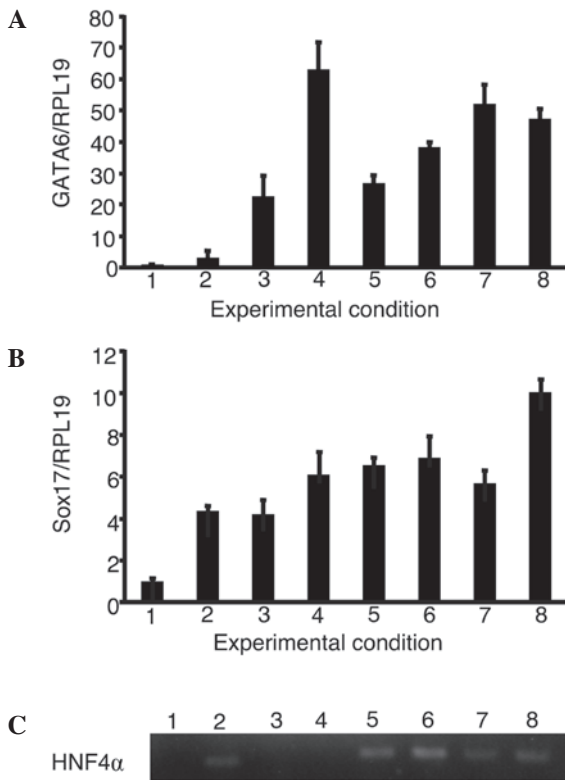 A
GATA6/RPL19
80
70
60
50
40
30
20
10
0
1 2 3 4 5 6 7 8
Experimental condition
B
Sox17/RPL19
12
10
8
6
4
2
0
1 2 3 4 5 6 7 8
Experimental condition
C
1 2 3 4 5 6 7 8
HNF4α